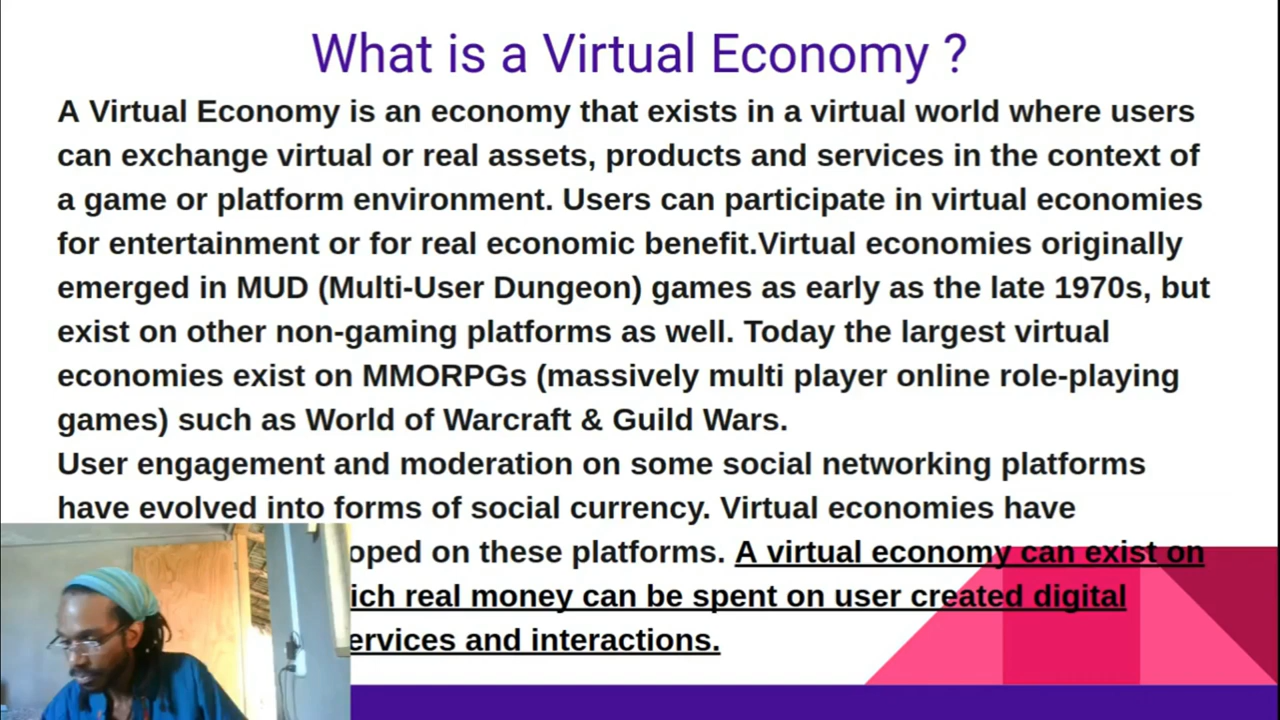 What is a Virtual Economy ?
A Virtual Economy is an economy that exists in a virtual world where users
can exchange virtual or real assets, products and services in the context of
a game or platform environment. Users can participate in virtual economies
for entertainment or for real economic benefit.Virtual economies originally
emerged in MUD (Multi-User Dungeon) games as early as the late 1970s, but
exist on other non-gaming platforms as well. Today the largest virtual
economies exist on MMORPGs (massively multi player online role-playing
games) such as World of Warcraft & Guild Wars.
User engagement and moderation on some social networking platforms
have evolved into forms of social currency. Virtual economies have
on these platforms. A virtual economy can exist on
real money can be spent on user created digital
and interactions.